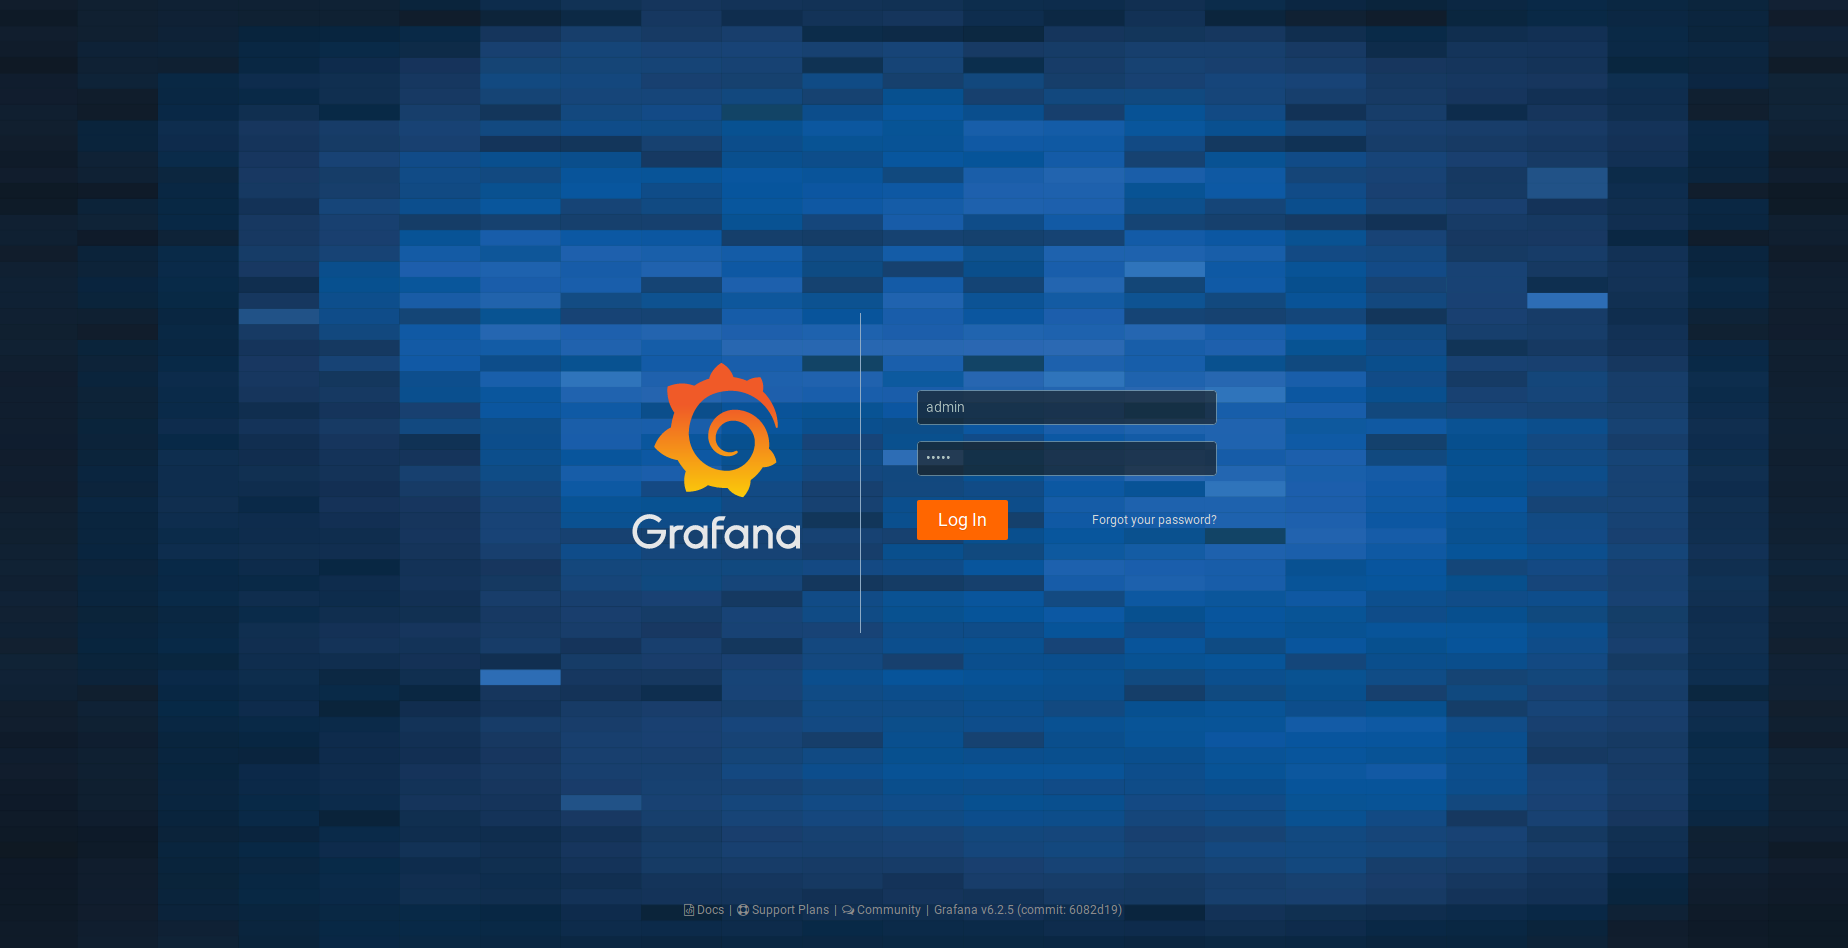 Grafana
admin
•••••
Log In
Forgot your password?
Docs | Support Plans | Community | Grafana v6.2.5 (commit: 6082d19)